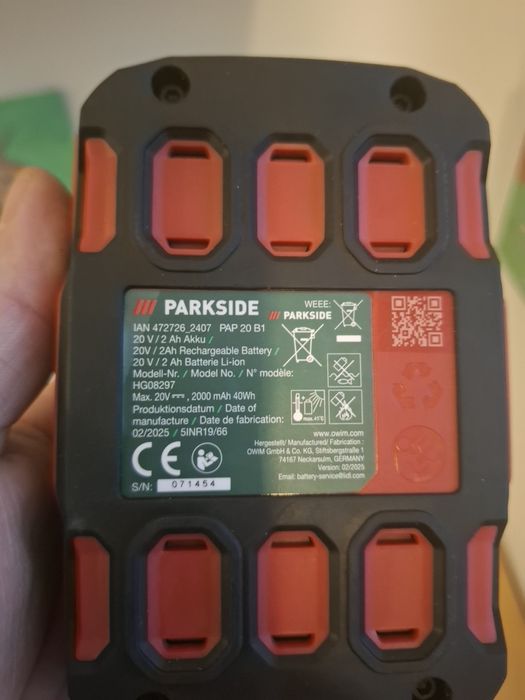 /// PARKSIDE
IAN 472726_2407 PAP 20 B1
20 V / 2 Ah Akku /
20V / 2Ah Rechargeable Battery /
20 V / 2 Ah Batterie Li-ion
Modell-Nr. / Model No. / N° modèle:
HG08297
Max. 20V ⎓, 2000 mAh 40Wh
Produktionsdatum / Date of
manufacture / Date de fabrication:
02/2025 / 5INR19/66
CE
S/N: 071454
WEEE:
/// PARKSIDE
max. 45°C
www.owim.com
Hergestellt/ Manufactured/ Fabrication :
OWIM GmbH & Co. KG, Stiftsbergstraße 1
74167 Neckarsulm, GERMANY
Version: 02/2025
Email: battery-service@lidl.com